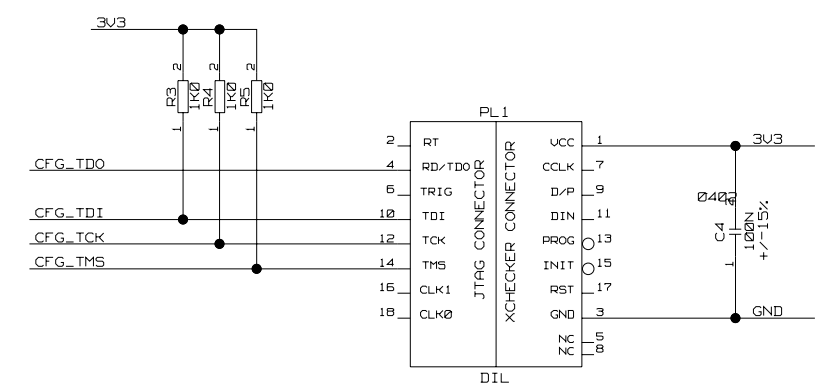 3V3
2 2 2
R3 1K0 R4 1K0 R5 1K0
1 1 1
PL1
2 RT VCC 1 3V3
CFG_TDO 4 RD/TDO CCLK 7
6 TRIG D/P 9
0402
CFG_TDI 10 TDI DIN 11
CFG_TCK 12 TCK PROG 13
CFG_TMS 14 TMS INIT 15
16 CLK1 RST 17
18 CLK0 GND 3 GND
NC 5
NC 8
JTAG CONNECTOR
XCHECKER CONNECTOR
C4
100N
+/-15%
1
DIL